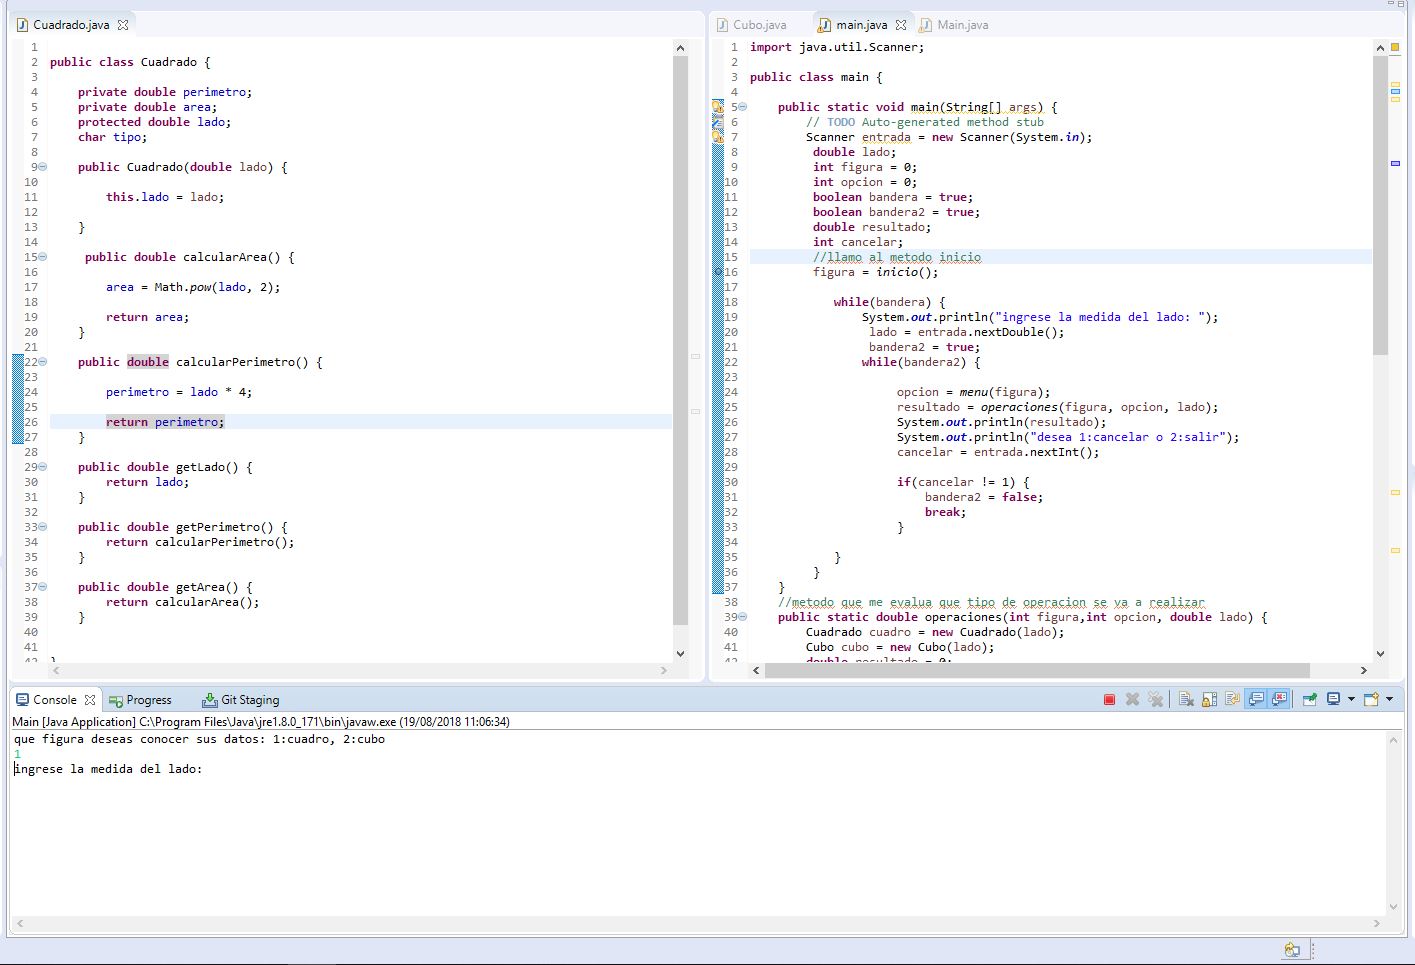 Cuadrado.java
1
2 public class Cuadrado {
3
4 private double perimetro;
5 private double area;
6 protected double lado;
7 char tipo;
8
9 public Cuadrado(double lado) {
10
11 this.lado = lado;
12
13 }
14
15 public double calcularArea() {
16
17 area = Math.pow(lado, 2);
18
19 return area;
20 }
21
22 public double calcularPerimetro() {
23
24 perimetro = lado * 4;
25
26 return perimetro;
27 }
28
29 public double getLado() {
30 return lado;
31 }
32
33 public double getPerimetro() {
34 return calcularPerimetro();
35 }
36
37 public double getArea() {
38 return calcularArea();
39 }
40
41
42 }
Cubo.java main.java Main.java
1 import java.util.Scanner;
2
3 public class main {
4
5 public static void main(String[] args) {
6 // TODO Auto-generated method stub
7 Scanner entrada = new Scanner(System.in);
8 double lado;
9 int figura = 0;
10 int opcion = 0;
11 boolean bandera = true;
12 boolean bandera2 = true;
13 double resultado;
14 int cancelar;
15 //llamo al metodo inicio
16 figura = inicio();
17
18 while(bandera) {
19 System.out.println("ingrese la medida del lado: ");
20 lado = entrada.nextDouble();
21 bandera2 = true;
22 while(bandera2) {
23
24 opcion = menu(figura);
25 resultado = operaciones(figura, opcion, lado);
26 System.out.println(resultado);
27 System.out.println("desea 1:cancelar o 2:salir");
28 cancelar = entrada.nextInt();
29
30 if(cancelar != 1) {
31 bandera2 = false;
32 break;
33 }
34
35 }
36 }
37 }
38 //metodo que me evalua que tipo de operacion se va a realizar
39 public static double operaciones(int figura,int opcion, double lado) {
40 Cuadrado cuadro = new Cuadrado(lado);
41 Cubo cubo = new Cubo(lado);
42 double resultado = 0;
Console Progress Git Staging
Main [Java Application] C:\Program Files\Java\jre1.8.0_171\bin\javaw.exe (19/08/2018 11:06:34)
que figura deseas conocer sus datos: 1:cuadro, 2:cubo
1
ingrese la medida del lado: